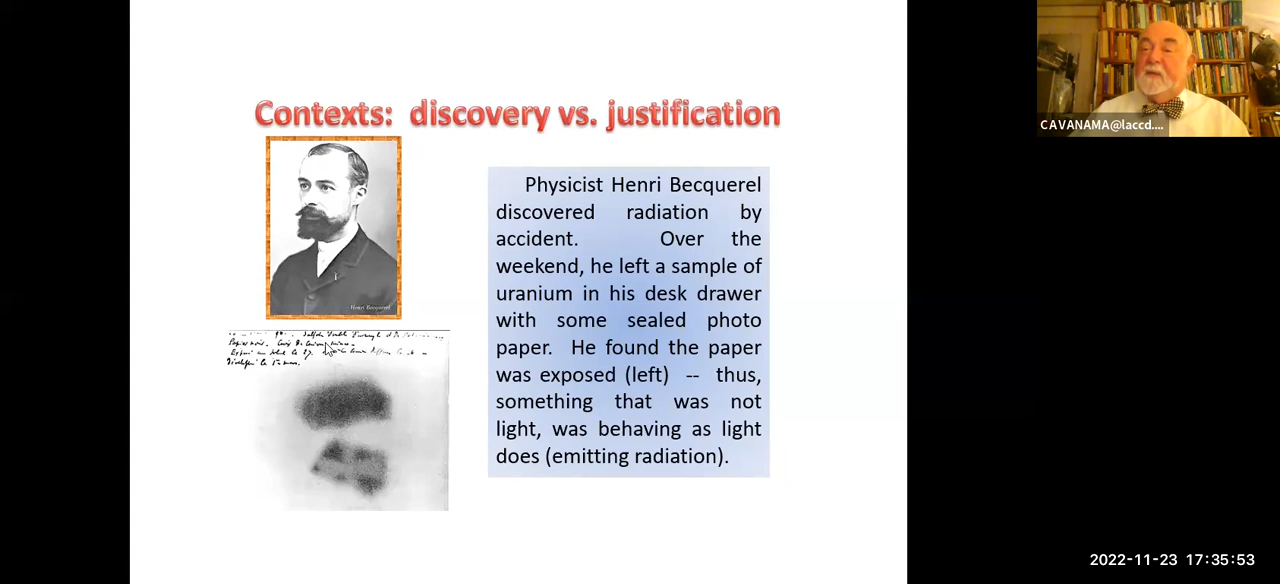 Contexts: discovery vs. justification
Physicist Henri Becquerel
discovered radiation by
accident. Over the
weekend, he left a sample of
uranium in his desk drawer
with some sealed photo
paper. He found the paper
was exposed (left) -- thus,
something that was not
light, was behaving as light
does (emitting radiation).
Henri Becquerel
Papier noir.
CAVANAMA@laccd....
2022-11-23 17:35:53